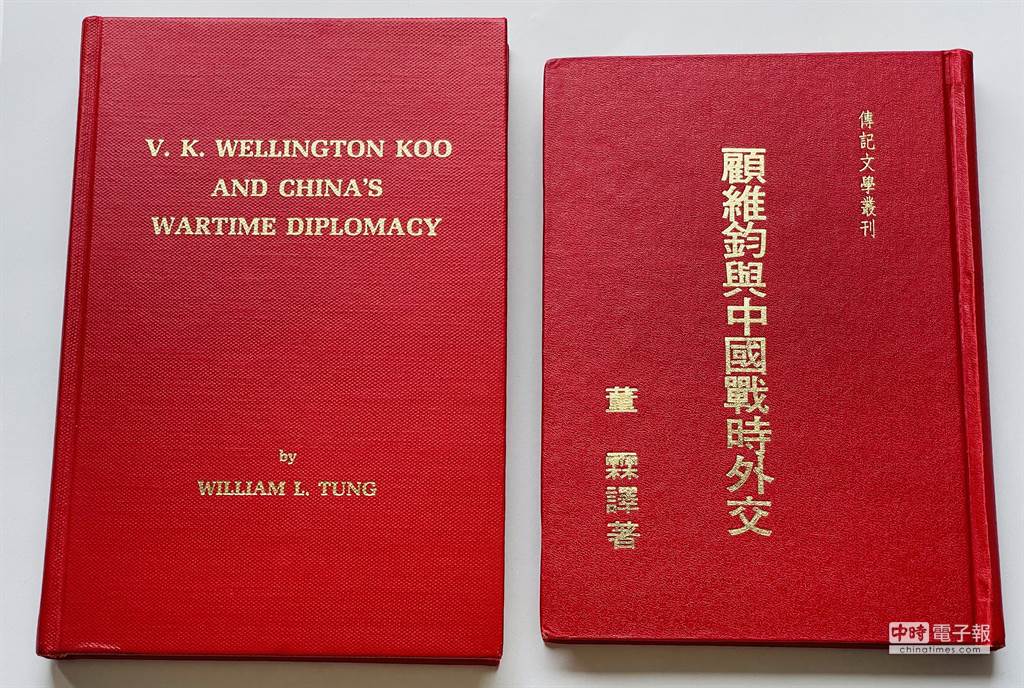 V. K. WELLINGTON KOO
AND CHINA'S
WARTIME DIPLOMACY
by
WILLIAM L. TUNG
傳記文學叢刊
顧維鈞與中國戰時外交
董霖譯著
中時電子報
chinatimes.com